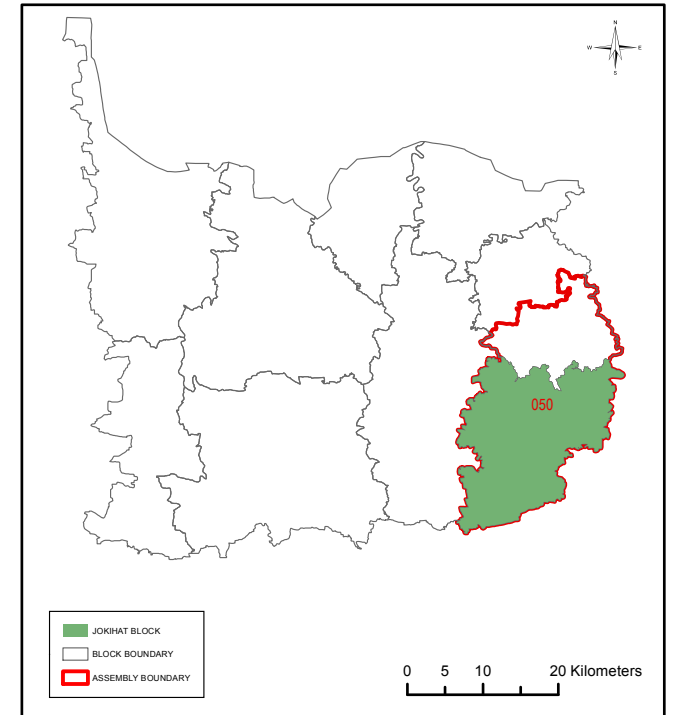 N
W E
S
050
JOKIHAT BLOCK
BLOCK BOUNDARY
ASSEMBLY BOUNDARY
0 5 10 20 Kilometers